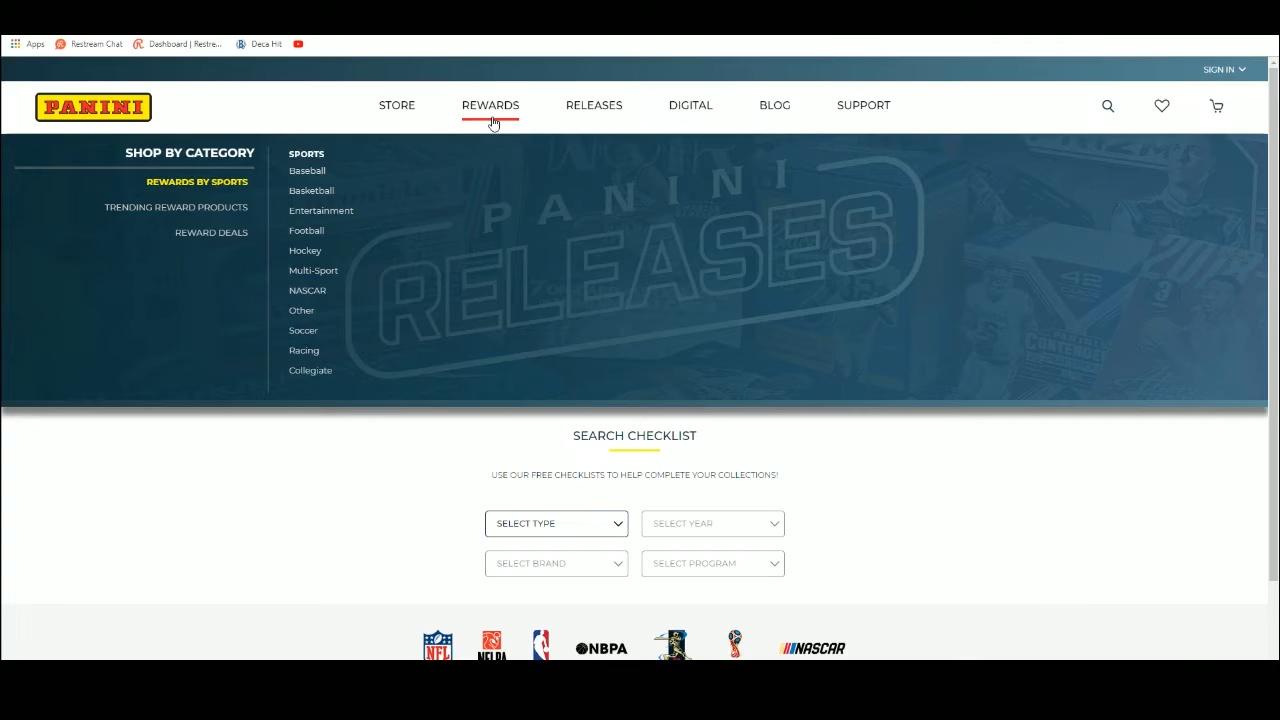 Apps
Restream Chat
Dashboard | Restre...
Deca Hit
SIGN IN
PANINI
STORE
REWARDS
RELEASES
DIGITAL
BLOG
SUPPORT
SHOP BY CATEGORY
REWARDS BY SPORTS
TRENDING REWARD PRODUCTS
REWARD DEALS
SPORTS
Baseball
Basketball
Entertainment
Football
Hockey
Multi-Sport
NASCAR
Other
Soccer
Racing
Collegiate
PANINI
RELEASES
CONTENDERS
SEARCH CHECKLIST
USE OUR FREE CHECKLISTS TO HELP COMPLETE YOUR COLLECTIONS!
SELECT TYPE
SELECT YEAR
SELECT BRAND
SELECT PROGRAM
NFL
NFLPA
NBPA
NASCAR